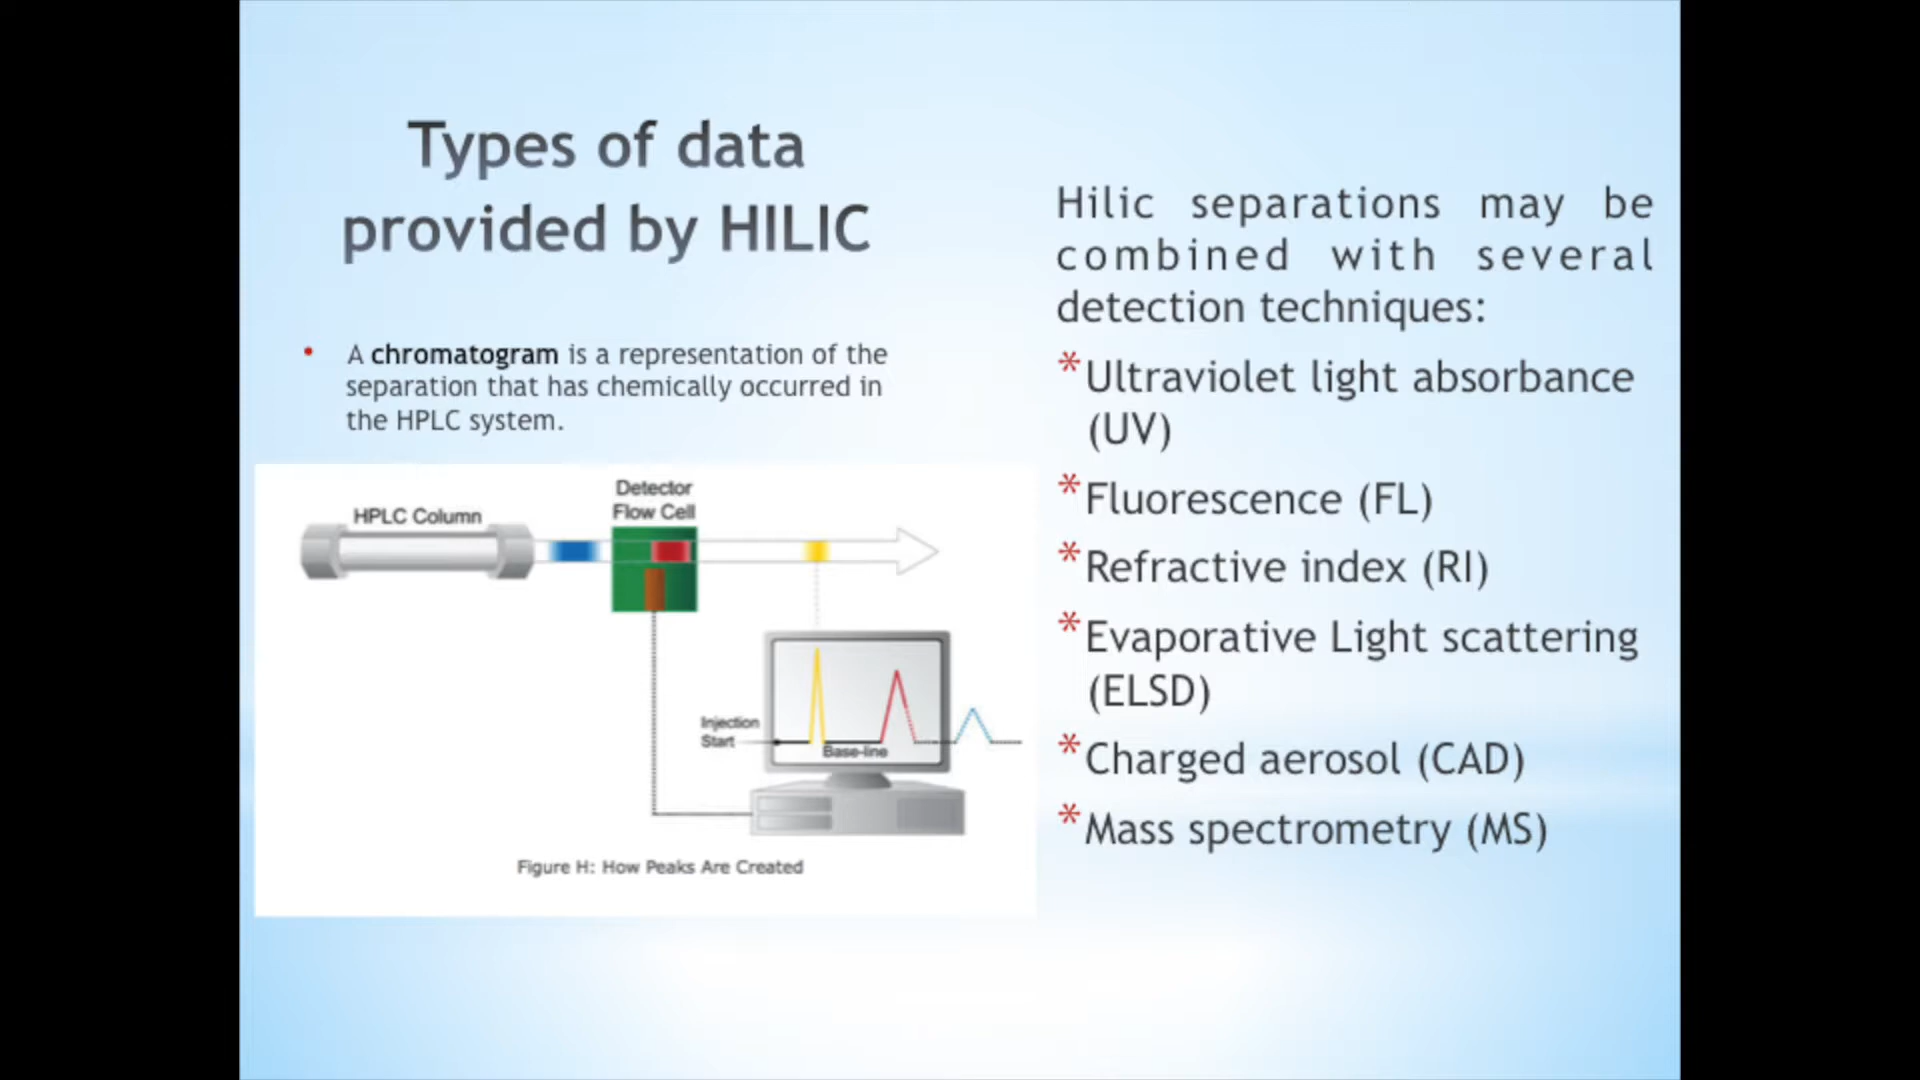 Types of data
provided by HILIC
• A chromatogram is a representation of the
separation that has chemically occurred in
the HPLC system.
HPLC Column
Detector
Flow Cell
Injection
Start
Base-line
Figure H: How Peaks Are Created
Hilic separations may be
combined with several
detection techniques:
*Ultraviolet light absorbance
(UV)
*Fluorescence (FL)
*Refractive index (RI)
*Evaporative Light scattering
(ELSD)
*Charged aerosol (CAD)
*Mass spectrometry (MS)